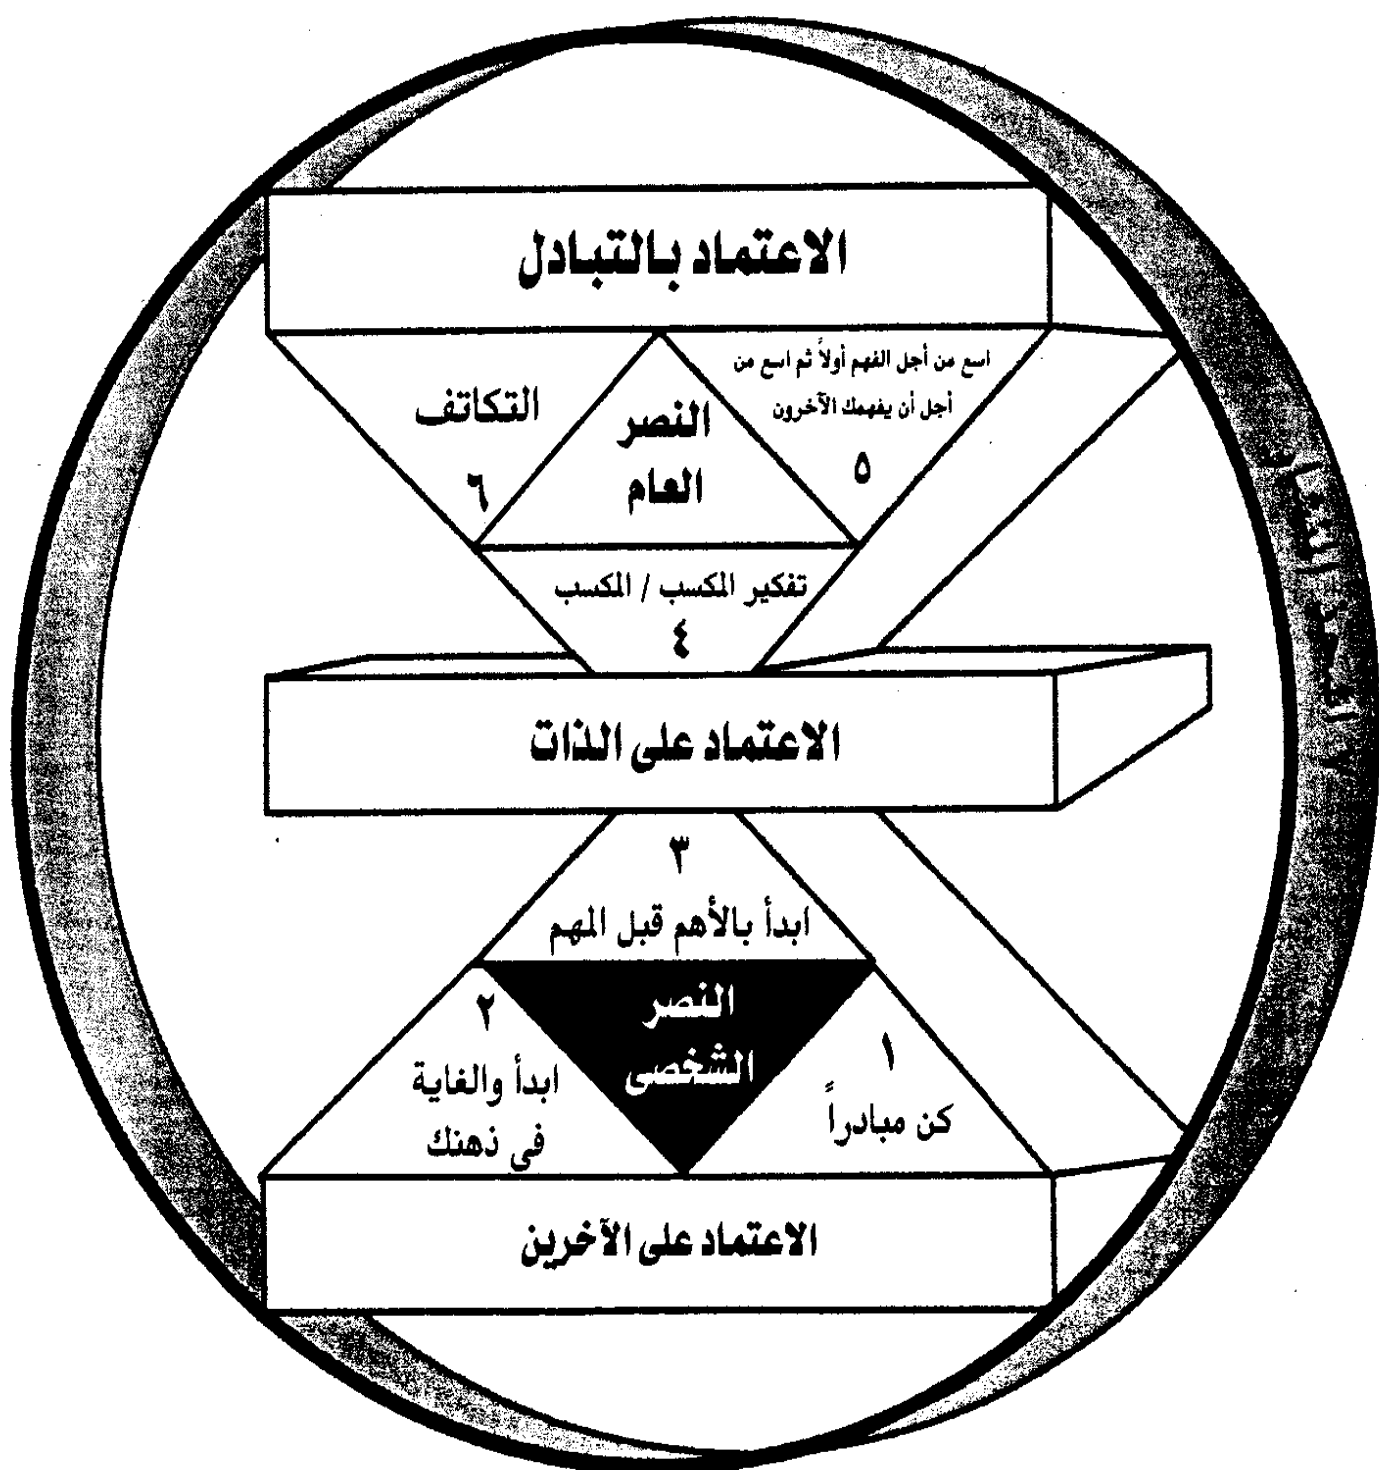 الاعتماد بالتبادل
اسع من أجل الفهم أولاً ثم اسع من
أجل أن يفهمك الآخرون
٥
النصر
العام
التكاتف
٦
تفكير المكسب / المكسب
٤
الاعتماد على الذات
٣
ابدأ بالأهم قبل المهم
النصر
الشخصى
١
كن مبادراً
٢
ابدأ والغاية
فى ذهنك
الاعتماد على الآخرين
٧